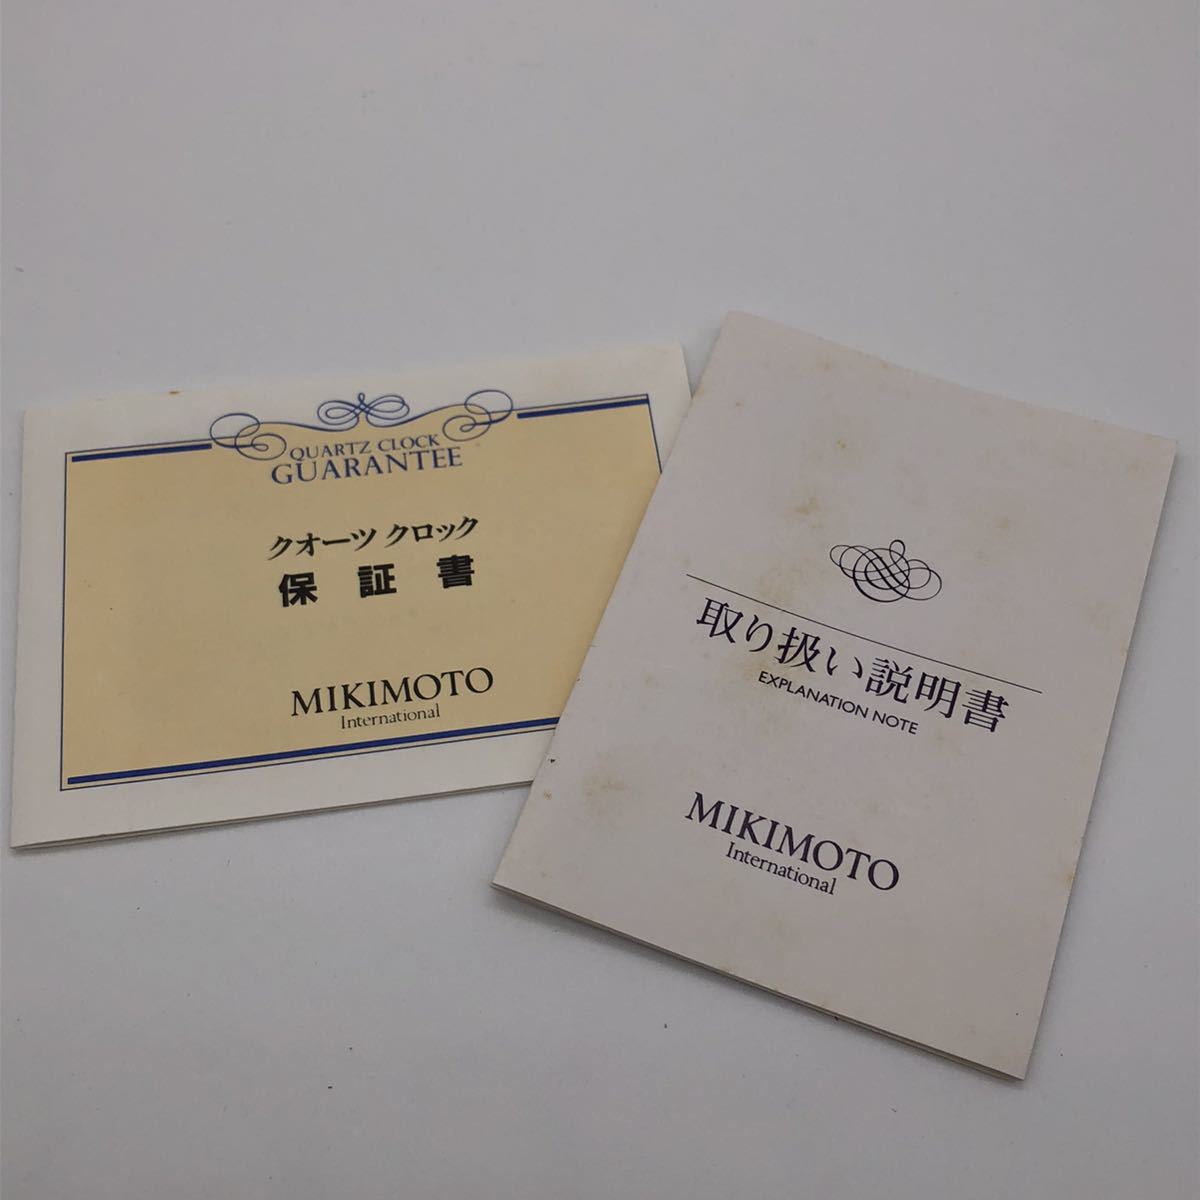 QUARTZ CLOCK
GUARANTEE
クオーツ クロック
保証書
MIKIMOTO
International
取り扱い説明書
EXPLANATION NOTE
MIKIMOTO
International